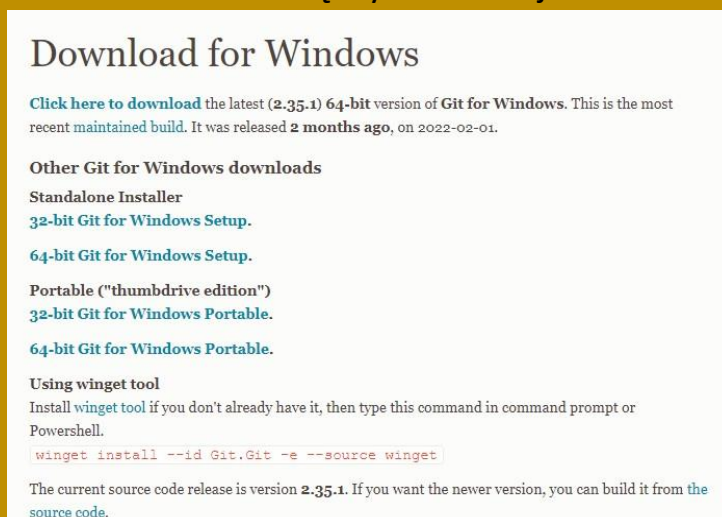 Download for Windows
Click here to download the latest (2.35.1) 64-bit version of Git for Windows. This is the most
recent maintained build. It was released 2 months ago, on 2022-02-01.
Other Git for Windows downloads
Standalone Installer
32-bit Git for Windows Setup.
64-bit Git for Windows Setup.
Portable ("thumbdrive edition")
32-bit Git for Windows Portable.
64-bit Git for Windows Portable.
Using winget tool
Install winget tool if you don't already have it, then type this command in command prompt or
Powershell.
winget install --id Git.Git -e --source winget
The current source code release is version 2.35.1. If you want the newer version, you can build it from the
source code.